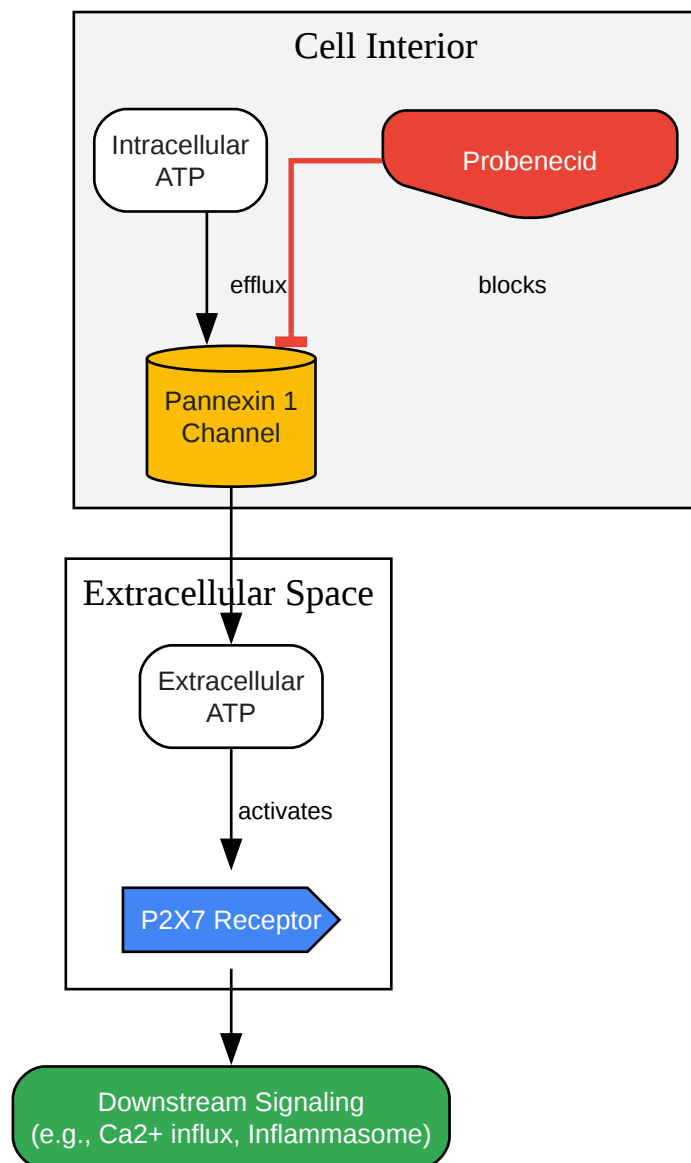 Cell Interior
Intracellular
ATP
Probenecid
efflux
blocks
Pannexin 1
Channel
Extracellular Space
Extracellular
ATP
activates
P2X7 Receptor
Downstream Signaling
(e.g., Ca2+ influx, Inflammasome)